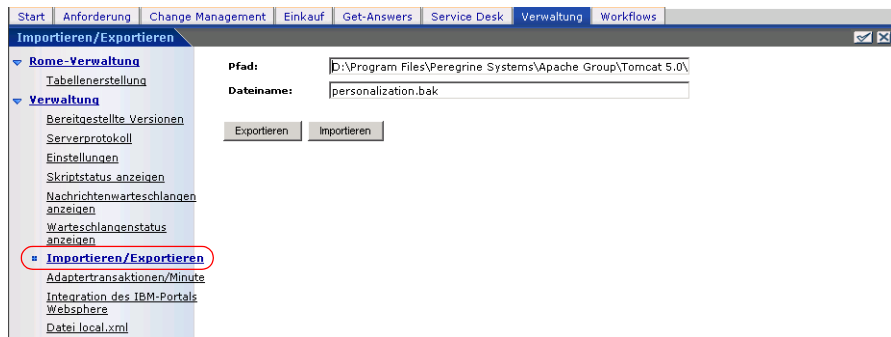 Start Anforderung Change Management Einkauf Get-Answers Service Desk Verwaltung Workflows
Importieren/Exportieren
Rome-Verwaltung
Tabellenerstellung
Verwaltung
Bereitgestellte Versionen
Serverprotokoll
Einstellungen
Skriptstatus anzeigen
Nachrichtenwarteschlangen
anzeigen
Warteschlangenstatus
anzeigen
Importieren/Exportieren
Adaptertransaktionen/Minute
Integration des IBM-Portals
Websphere
Datei local.xml
Pfad: D:\Program Files\Peregrine Systems\Apache Group\Tomcat 5.0\
Dateiname: personalization.bak
Exportieren Importieren